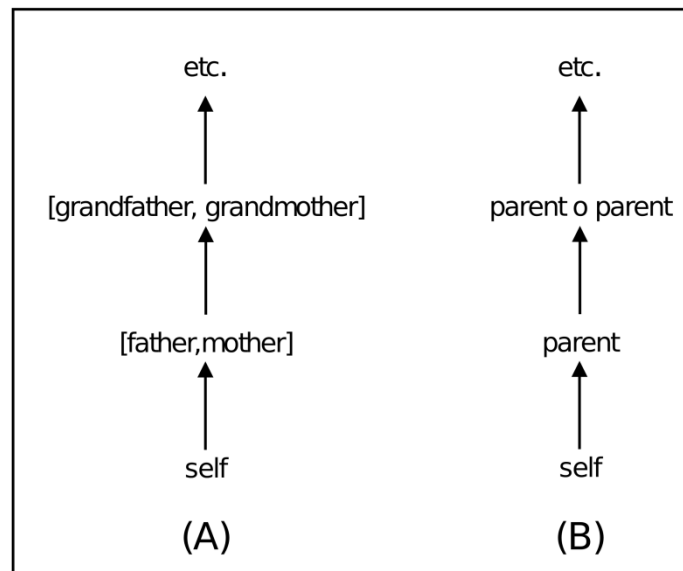 etc.
[grandfather, grandmother]
[father,mother]
self
(A)
etc.
parent o parent
parent
self
(B)